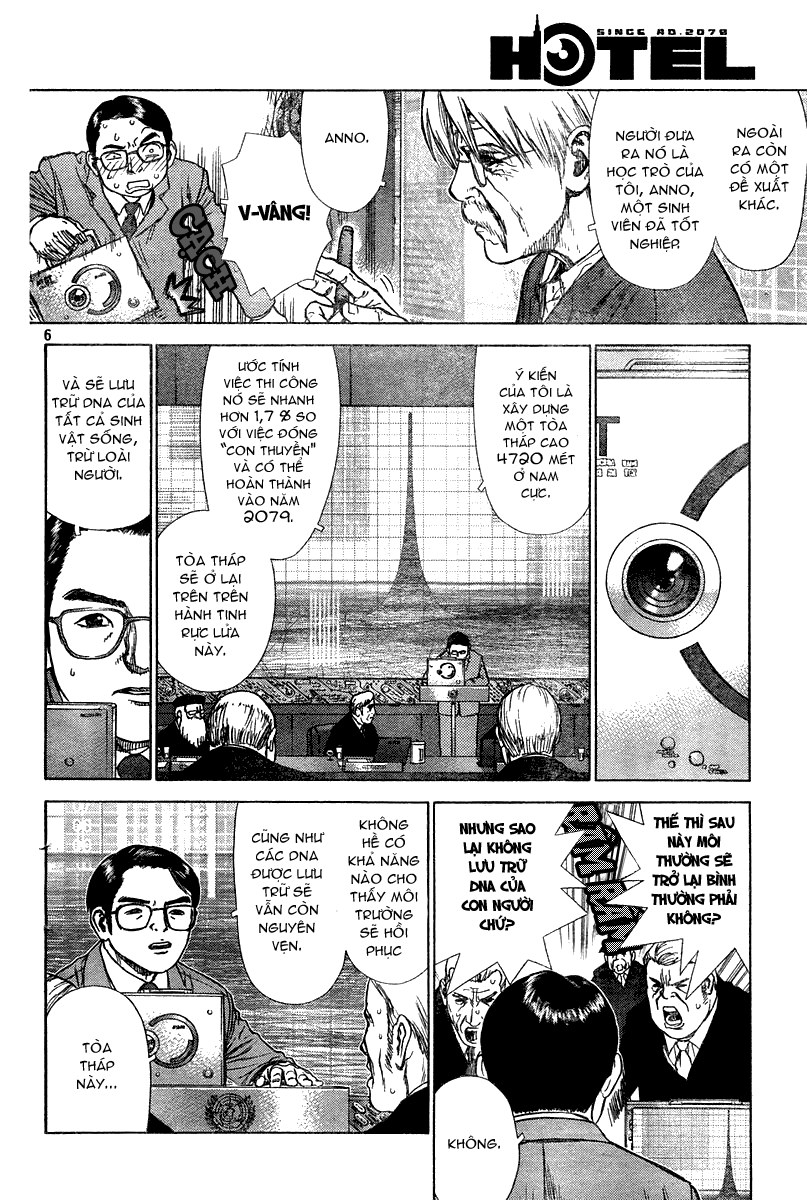 SINCE AD.2079
HOTEL
NGOÀI
RA CÒN
CÓ MỘT
ĐỀ XUẤT
KHÁC.
NGƯỜI ĐƯA
RA NÓ LÀ
HỌC TRÒ CỦA
TÔI, ANNO,
MỘT SINH
VIÊN ĐÃ TỐT
NGHIỆP.
ANNO.
V-VÂNG!
CẠCH
6
Ý KIẾN
CỦA TÔI LÀ
XÂY DỤNG
MỘT TÒA
THÁP CAO
4720 MÉT
Ở NAM
CỰC.
ƯỚC TÍNH
VIỆC THI CÔNG
NÓ SẼ NHANH
HƠN 1,7 % SO
VỚI VIỆC ĐÓNG
"CON THUYỀN"
VÀ CÓ THỂ
HOÀN THÀNH
VÀO NĂM
2079.
TÒA THÁP
SẼ Ở LẠI
TRÊN TRÊN
HÀNH TINH
RỰC LỬA
NÀY.
VÀ SẼ LƯU
TRỮ DNA CỦA
TẤT CẢ SINH
VẬT SỐNG,
TRỪ LOÀI
NGƯỜI.
THẾ THÌ SAU
NÀY MÔI
THƯỜNG SẼ
TRỞ LẠI BÌNH
THƯỜNG PHẢI
KHÔNG?
NHƯNG SAO
LẠI KHÔNG
LƯU TRỮ
DNA CỦA
CON NGƯỜI
CHỨ?
KHÔNG.
KHÔNG
HỀ CÓ
KHẢ NĂNG
NÀO CHO
THẤY MÔI
TRƯỜNG
SẼ HỒI
PHỤC
CŨNG NHƯ
CÁC DNA
ĐƯỢC LƯU
TRỮ SẼ
VẪN CÒN
NGUYÊN
VẸN.
TÒA
THÁP
NÀY...